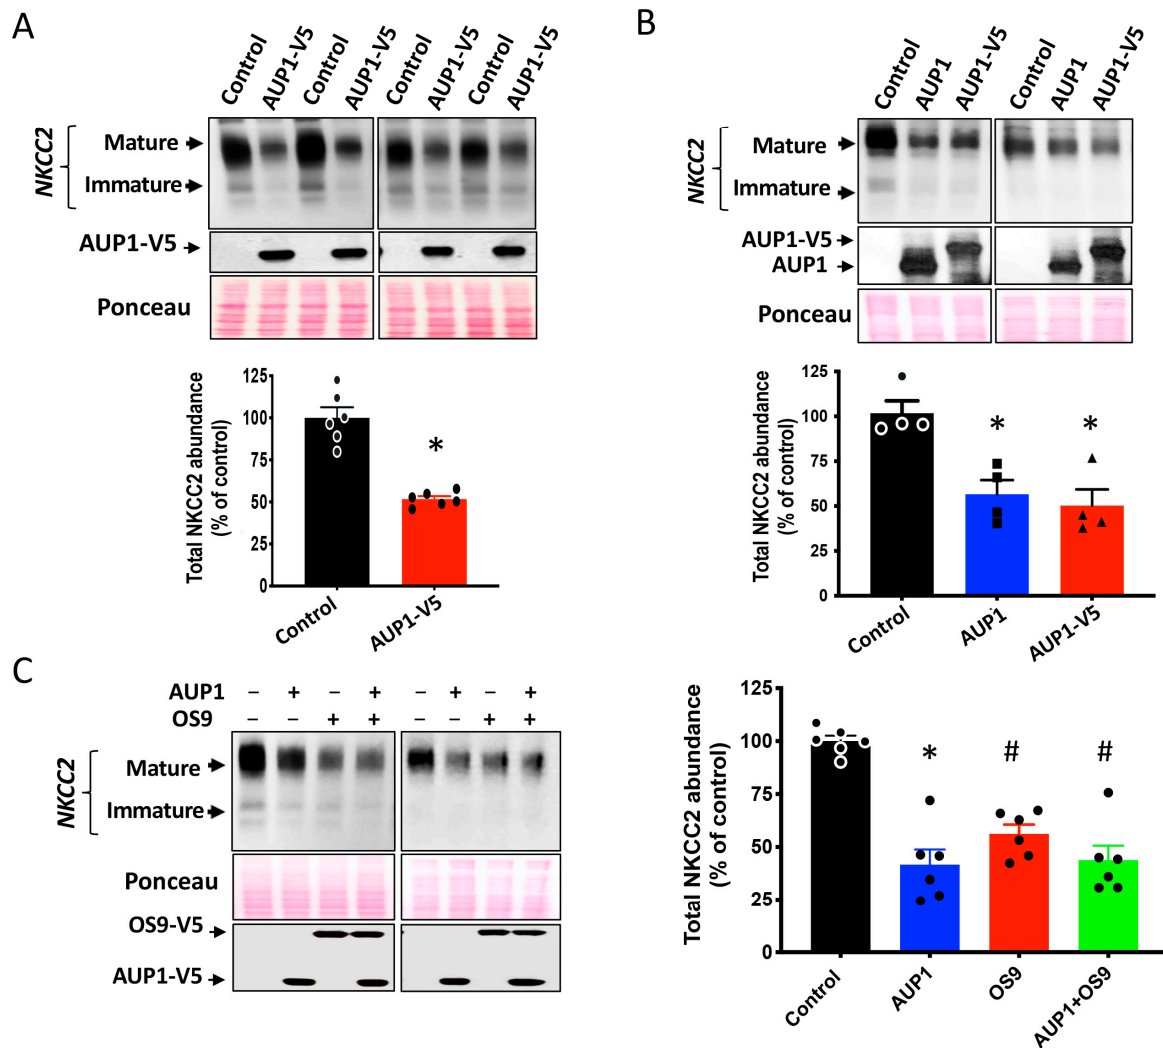 A
Control
AUP1-V5
Control
AUP1-V5
Control
AUP1-V5
Control
AUP1-V5
NKCC2
Mature
Immature
AUP1-V5
Ponceau
Total NKCC2 abundance
(% of control)
125
100
75
50
25
0
*
Control
AUP1-V5
B
Control
AUP1
AUP1-V5
Control
AUP1
AUP1-V5
NKCC2
Mature
Immature
AUP1-V5
AUP1
Ponceau
Total NKCC2 abundance
(% of control)
125
100
75
50
25
0
* *
Control
AUP1
AUP1-V5
C
AUP1 – + – + – + – +
OS9 – – + + – – + +
NKCC2
Mature
Immature
Ponceau
OS9-V5
AUP1-V5
Total NKCC2 abundance
(% of control)
125
100
75
50
25
0
* # #
Control
AUP1
OS9
AUP1+OS9